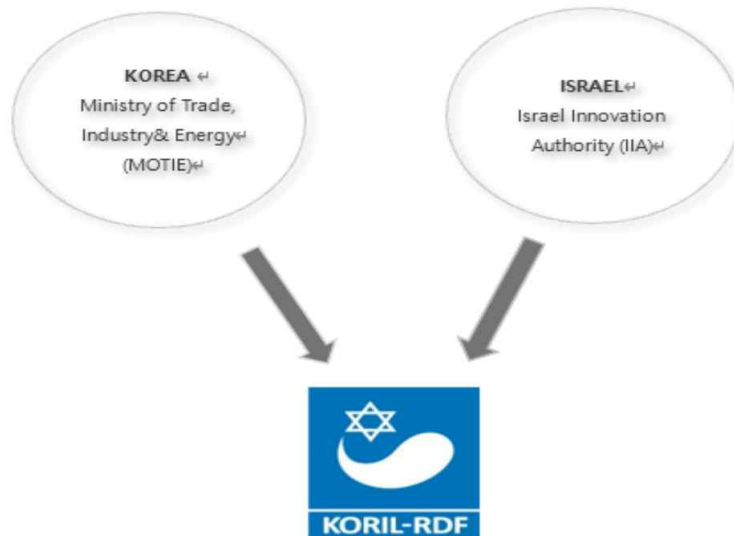 KOREA ↵
Ministry of Trade,
Industry& Energy↵
(MOTIE)↵
ISRAEL↵
Israel Innovation
Authority (IIA)↵
KORIL-RDF